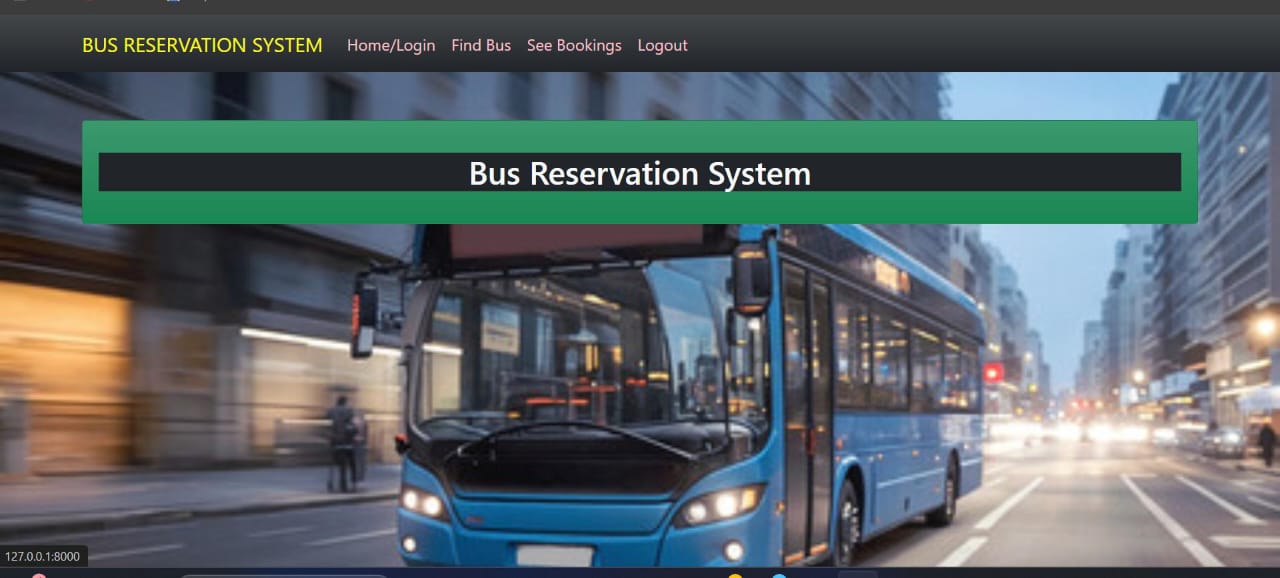 BUS RESERVATION SYSTEM Home/Login Find Bus See Bookings Logout
Bus Reservation System
127.0.0.1:8000